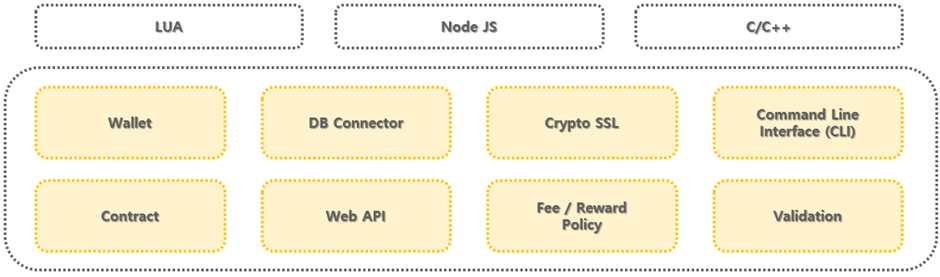 LUA
Node JS
C/C++
Wallet
DB Connector
Crypto SSL
Command Line
Interface (CLI)
Contract
Web API
Fee / Reward
Policy
Validation